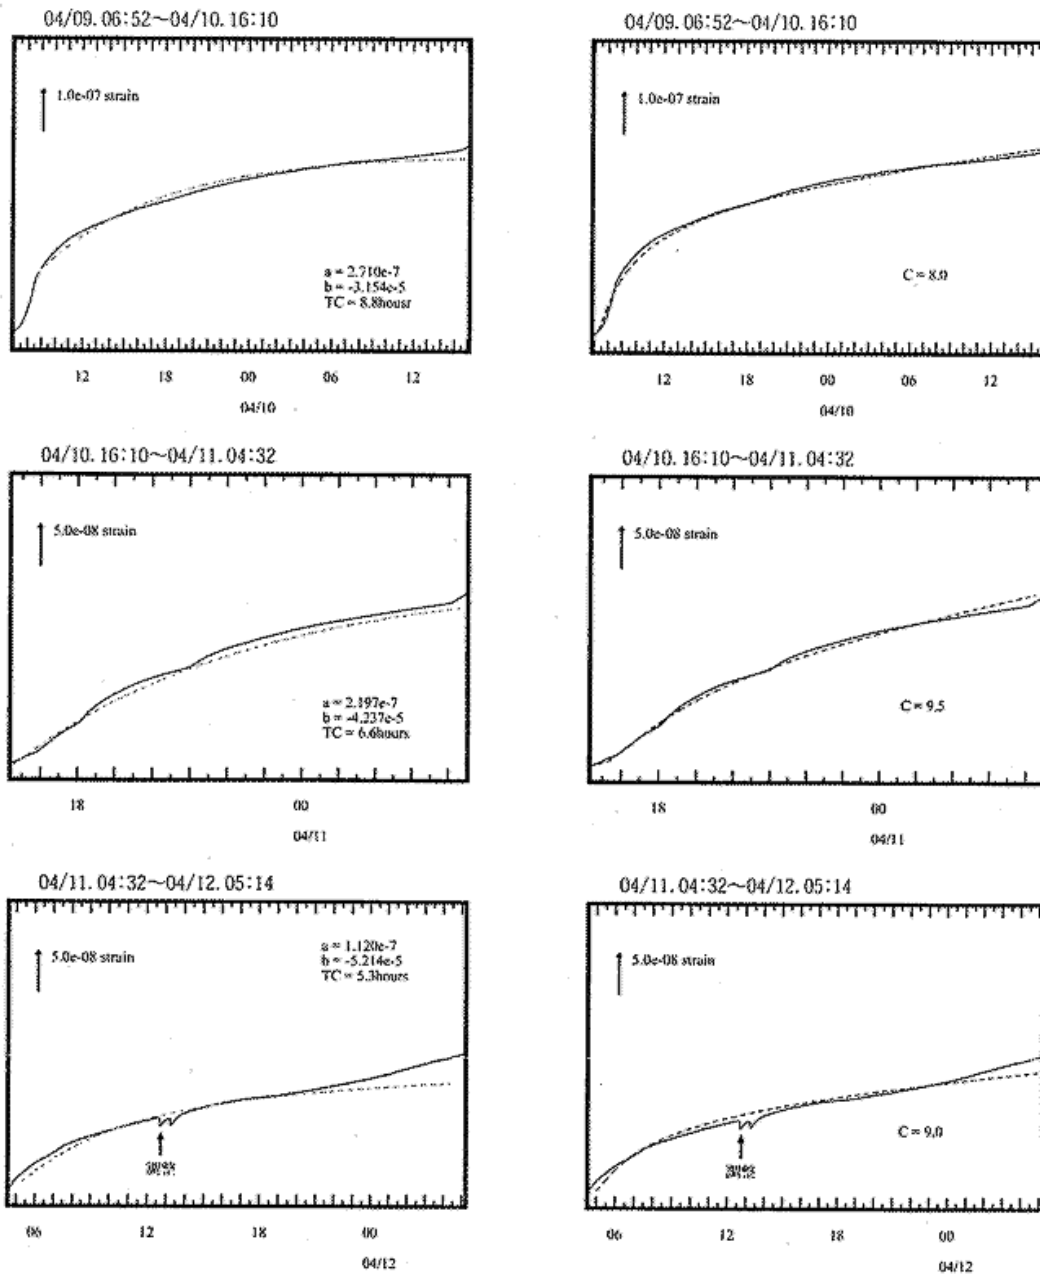 04/09.06:52～04/10.16:10
1.0e-07 strain
a = 2.710e-7
b = -3.154e-5
TC = 8.8housr
12 18 00 06 12
04/10
04/09.06:52～04/10.16:10
1.0e-07 strain
C = 8.0
12 18 00 06 12
04/10
04/10.16:10～04/11.04:32
5.0e-08 strain
a = 2.197e-7
b = -4.237e-5
TC = 6.6hours
18 00
04/11
04/10.16:10～04/11.04:32
5.0e-08 strain
C = 9.5
18 00
04/11
04/11.04:32～04/12.05:14
5.0e-08 strain
a = 1.120e-7
b = -5.214e-5
TC = 5.3hours
06 12 18 00
04/12
04/11.04:32～04/12.05:14
5.0e-08 strain
C = 9.0
06 12 18 00
04/12